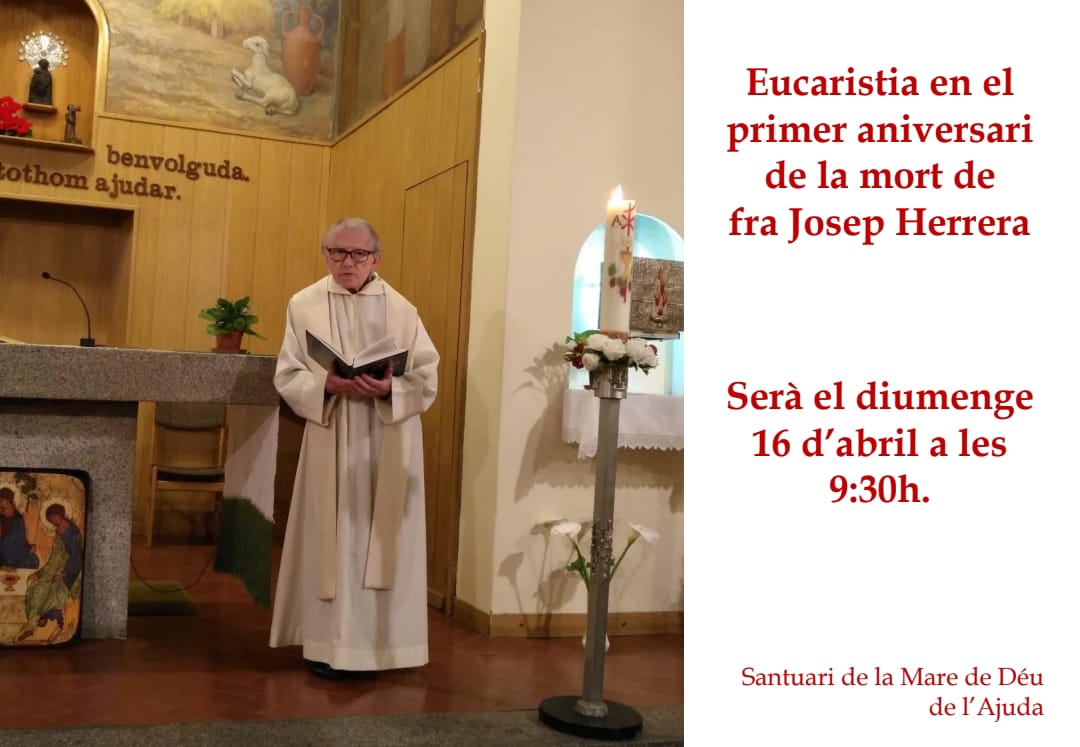 benvolguda.
tothom ajudar.
Eucaristia en el
primer aniversari
de la mort de
fra Josep Herrera
Serà el diumenge
16 d’abril a les
9:30h.
Santuari de la Mare de Déu
de l’Ajuda